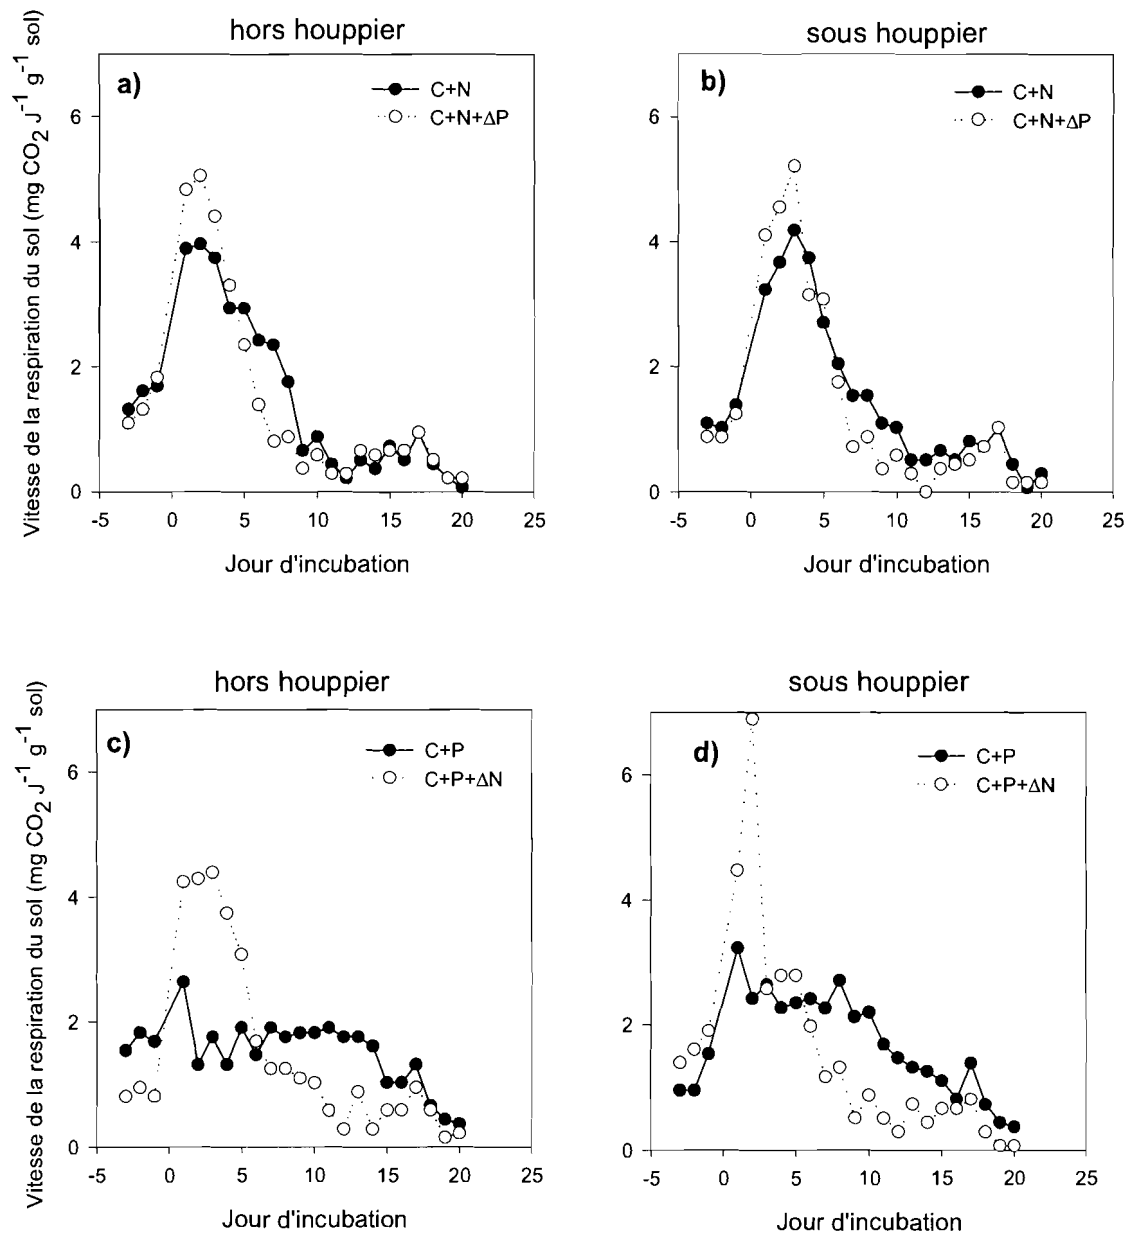 hors houppier
sous houppier
Vitesse de la respiration du sol (mg CO2 J-1 g-1 sol)
a)
C+N
C+N+ΔP
6
4
2
0
-5 0 5 10 15 20 25
Jour d'incubation
b)
C+N
C+N+ΔP
6
4
2
0
-5 0 5 10 15 20 25
Jour d'incubation
hors houppier
sous houppier
Vitesse de la respiration du sol (mg CO2 J-1 g-1 sol)
c)
C+P
C+P+ΔN
6
4
2
0
-5 0 5 10 15 20 25
Jour d'incubation
d)
C+P
C+P+ΔN
6
4
2
0
-5 0 5 10 15 20 25
Jour d'incubation